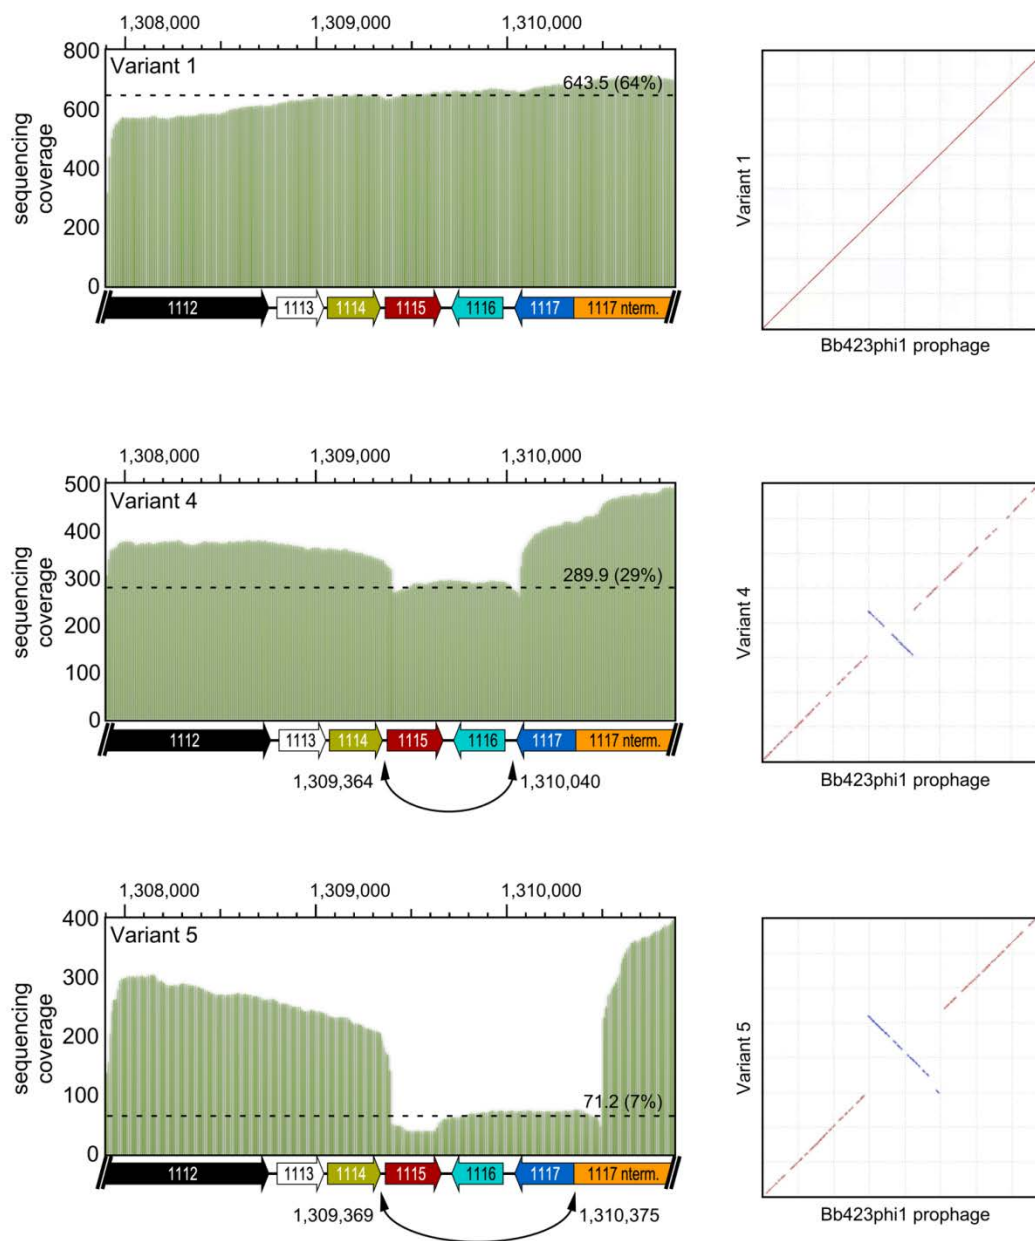 1,308,000 1,309,000 1,310,000
800
600
400
200
0
sequencing
coverage
Variant 1
643.5 (64%)
1112 1113 1114 1115 1116 1117 1117 nterm.
Variant 1
Bb423phi1 prophage
1,308,000 1,309,000 1,310,000
500
400
300
200
100
0
sequencing
coverage
Variant 4
289.9 (29%)
1112 1113 1114 1115 1116 1117 1117 nterm.
1,309,364 1,310,040
Variant 4
Bb423phi1 prophage
1,308,000 1,309,000 1,310,000
400
300
200
100
0
sequencing
coverage
Variant 5
71.2 (7%)
1112 1113 1114 1115 1116 1117 1117 nterm.
1,309,369 1,310,375
Variant 5
Bb423phi1 prophage